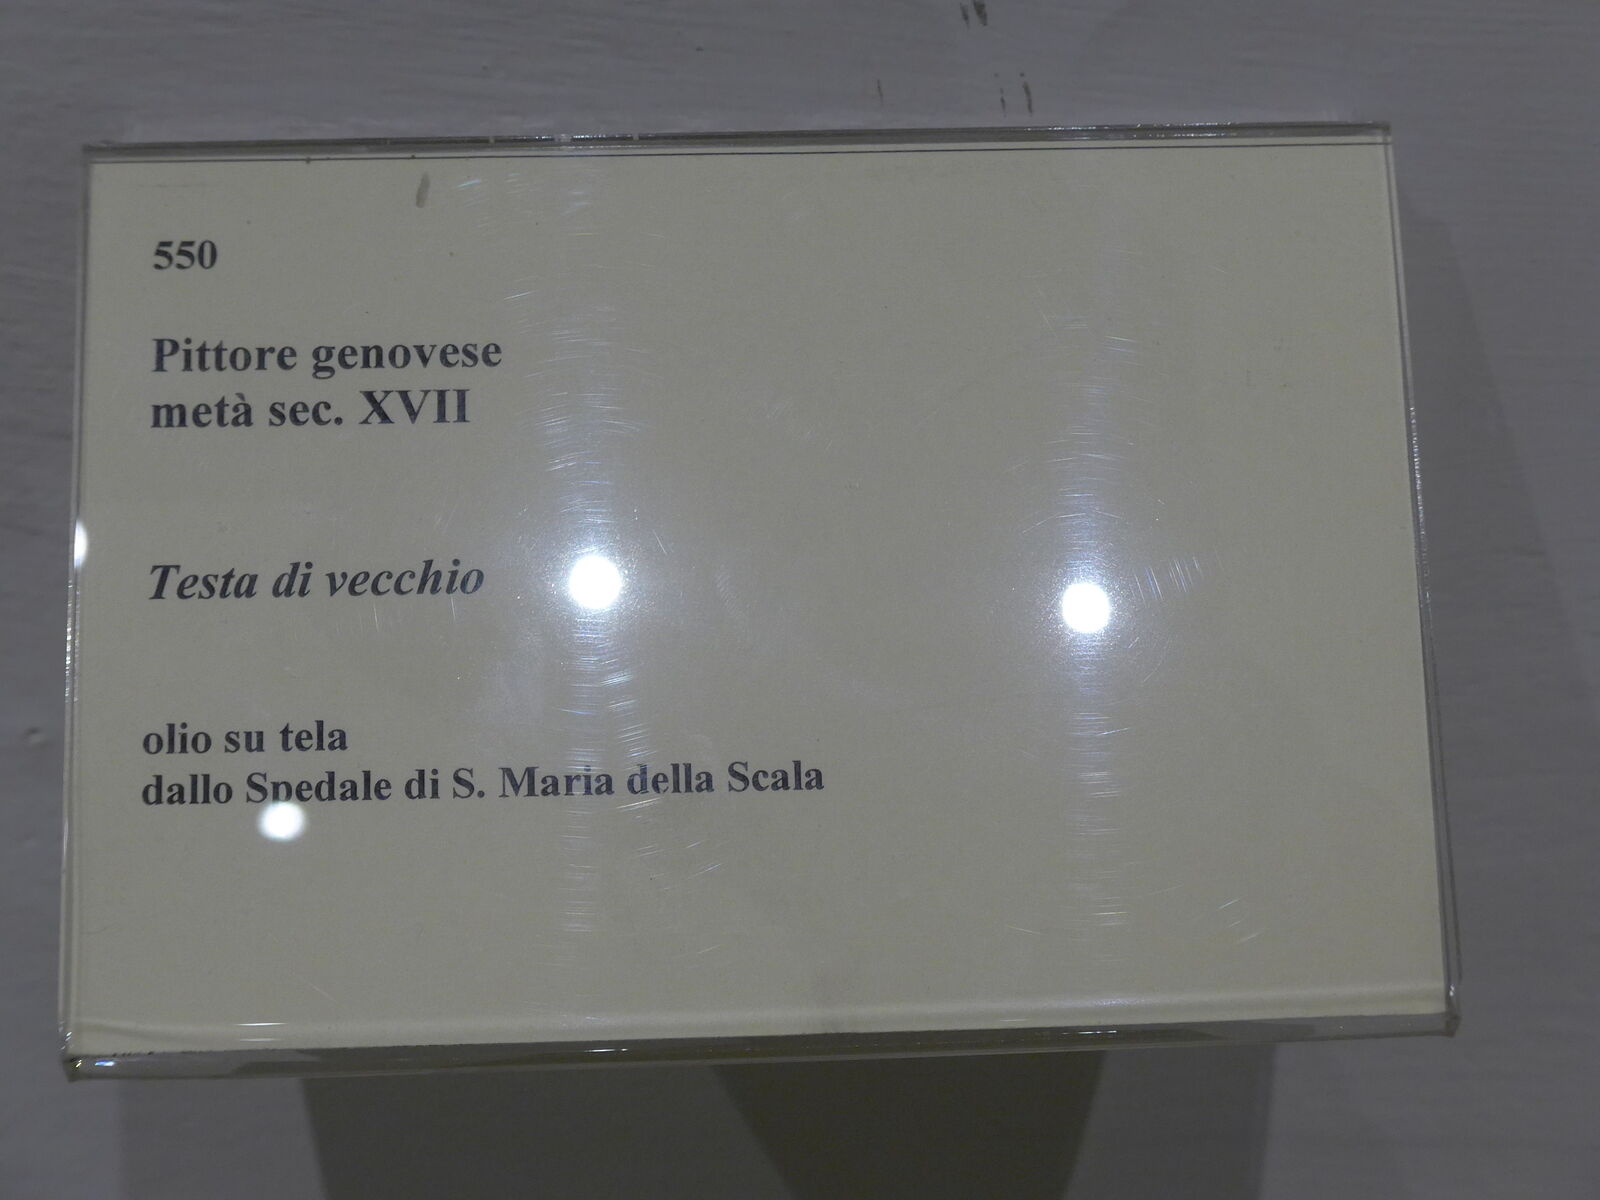 550
Pittore genovese
metà sec. XVII
Testa di vecchio
olio su tela
dallo Spedale di S. Maria della Scala